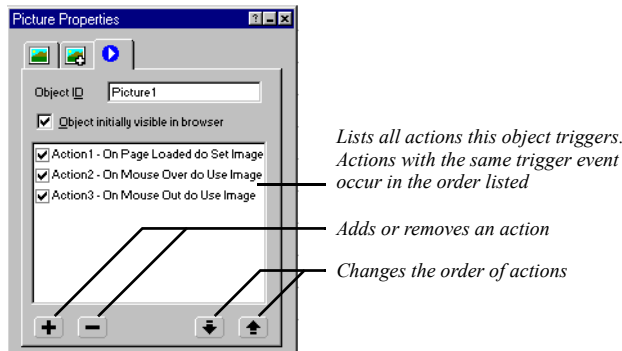 Picture Properties
Object ID Picture1
Object initially visible in browser
Action1 - On Page Loaded do Set Image
Action2 - On Mouse Over do Use Image
Action3 - On Mouse Out do Use Image
Lists all actions this object triggers.
Actions with the same trigger event
occur in the order listed
Adds or removes an action
Changes the order of actions